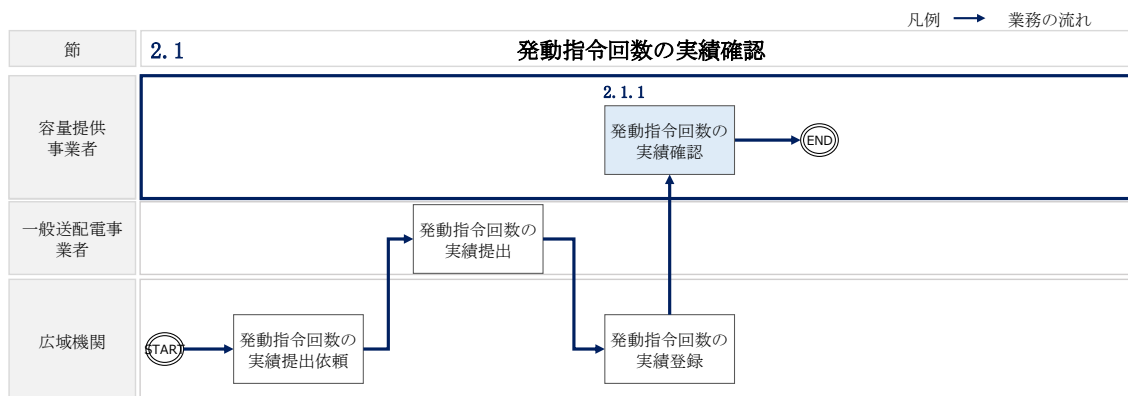 凡例 業務の流れ
節
2.1 発動指令回数の実績確認
容量提供
事業者
2.1.1
発動指令回数の
実績確認
END
一般送配電事
業者
発動指令回数の
実績提出
広域機関
START
発動指令回数の
実績提出依頼
発動指令回数の
実績登録